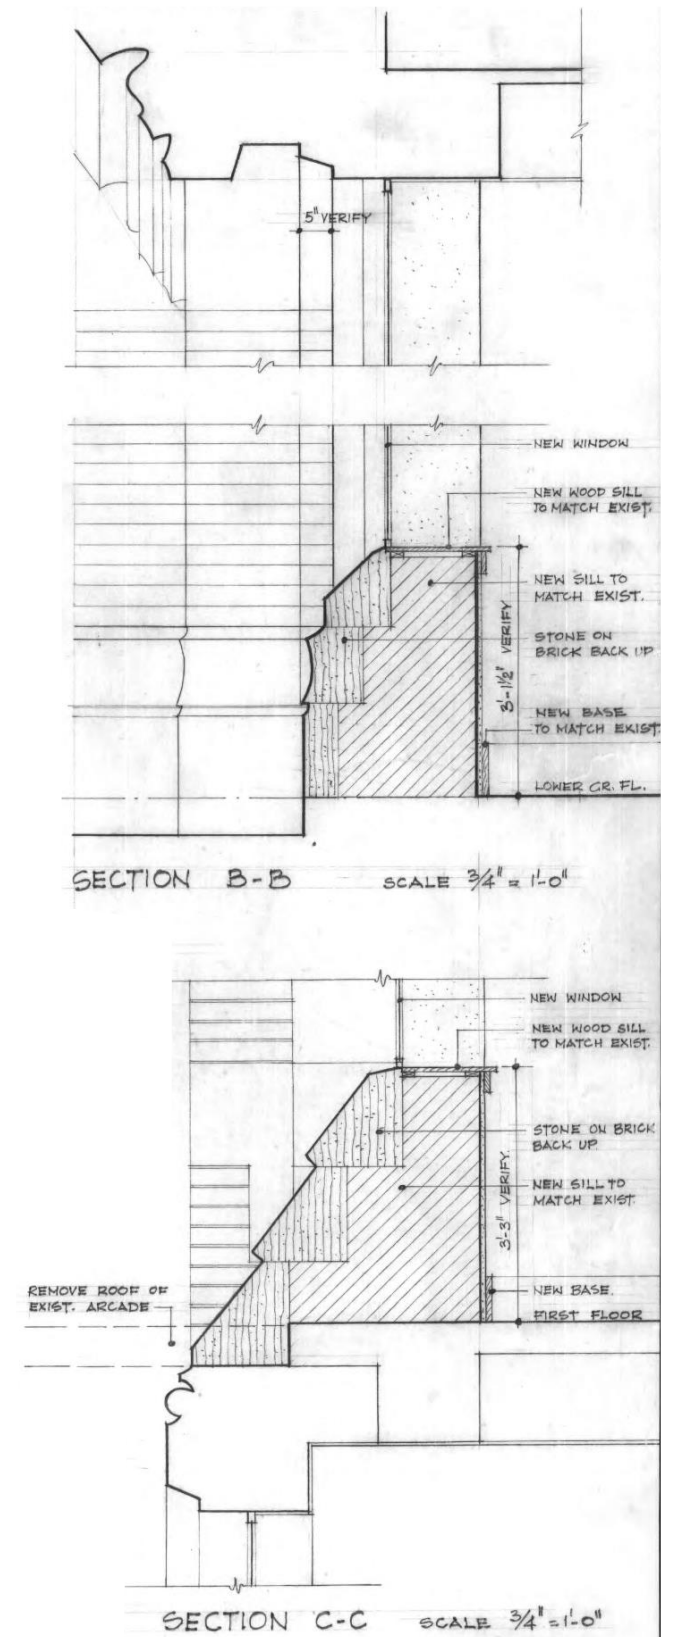 5" VERIFY
NEW WINDOW
NEW WOOD SILL
TO MATCH EXIST.
NEW SILL TO
MATCH EXIST.
STONE ON
BRICK BACK UP
3'-1½" VERIFY
NEW BASE
TO MATCH EXIST.
LOWER GR. FL.
SECTION B-B SCALE 3/4" = 1'-0"
NEW WINDOW
NEW WOOD SILL
TO MATCH EXIST.
STONE ON BRICK
BACK UP.
NEW SILL TO
MATCH EXIST.
3'-3" VERIFY.
REMOVE ROOF OF
EXIST. ARCADE
NEW BASE.
FIRST FLOOR
SECTION C-C SCALE 3/4" = 1'-0"